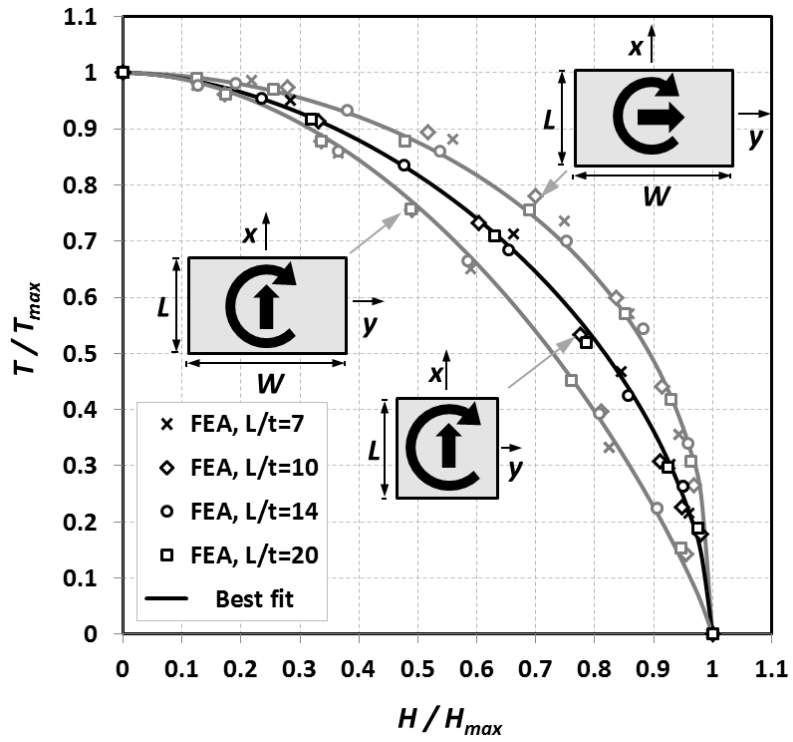 1.1
1
0.9
0.8
0.7
0.6
0.5
0.4
0.3
0.2
0.1
0
T / Tmax
x
L
y
W
x
L
y
W
x
L
y
FEA, L/t=7
FEA, L/t=10
FEA, L/t=14
FEA, L/t=20
Best fit
0 0.1 0.2 0.3 0.4 0.5 0.6 0.7 0.8 0.9 1 1.1
H / Hmax